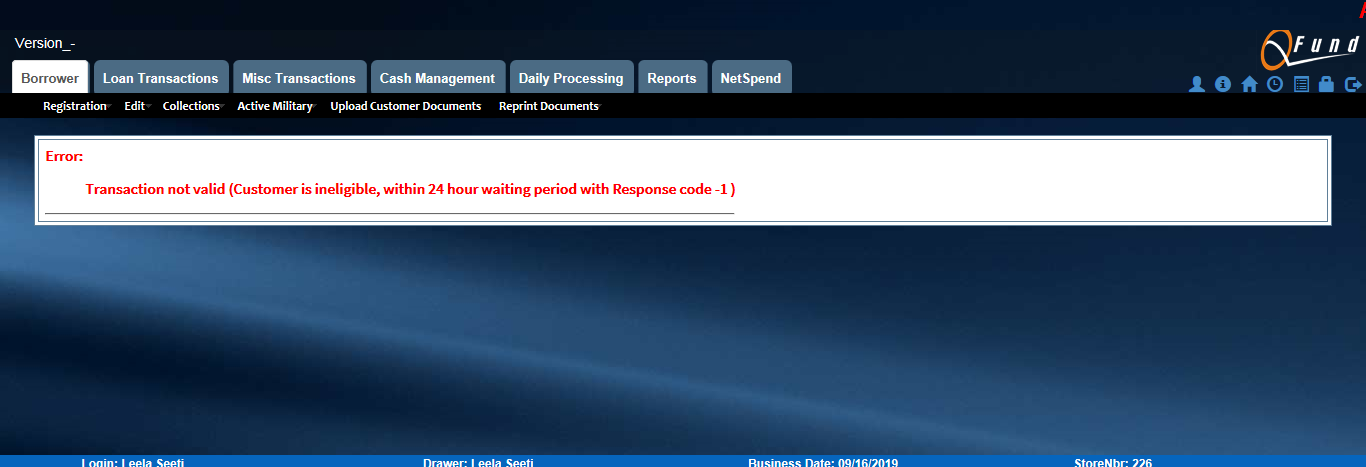 Version_-
QFund
Borrower Loan Transactions Misc Transactions Cash Management Daily Processing Reports NetSpend
Registration Edit Collections Active Military Upload Customer Documents Reprint Documents
Error:
Transaction not valid (Customer is ineligible, within 24 hour waiting period with Response code -1 )
Login: Leela Seeti Drawer: Leela Seeti Business Date: 09/16/2019 StoreNbr: 226